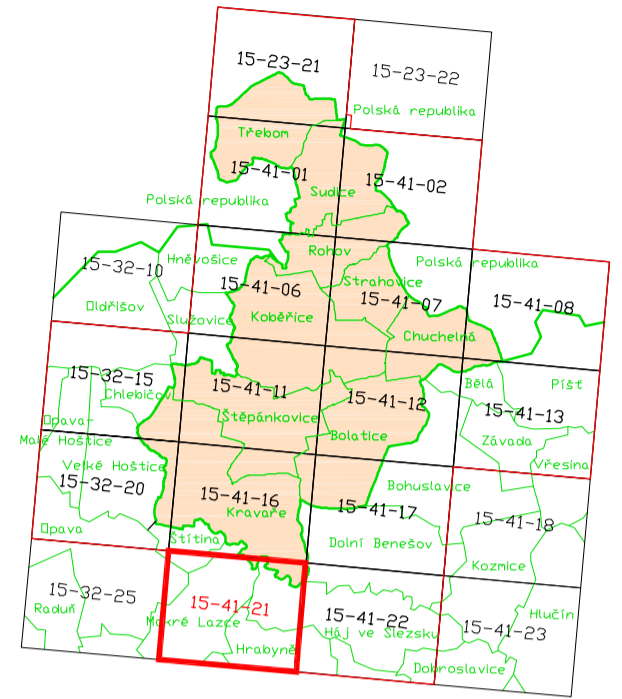 15-23-21
15-23-22
Polská republika
Třebom
15-41-01
15-41-02
Sudice
Polská republika
Rohov
Hněvošice
Polská republika
15-32-10
15-41-06
Strahovice
15-41-07
15-41-08
Oldřišov
Služovice
Koběřice
Chuchelná
15-32-15
15-41-11
Bělá
Píšť
Chlebičov
15-41-12
15-41-13
Opava-
Malé Hoštice
Štěpánkovice
Bolatice
Závada
Velké Hoštice
Vřesina
15-32-20
15-41-16
Bohuslavice
Kravaře
15-41-17
15-41-18
Opava
Štítina
Dolní Benešov
Kozmice
15-32-25
15-41-21
Raduň
Mokré Lazce
15-41-22
Hlučín
Háj ve Slezsku
15-41-23
Hrabyně
Dobroslavice